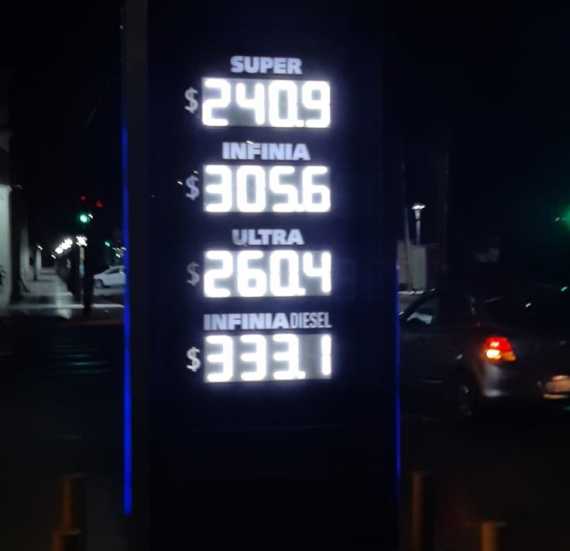 SUPER
$ 240.9
INFINIA
$ 305.6
ULTRA
$ 260.4
INFINIA DIESEL
$ 333.1